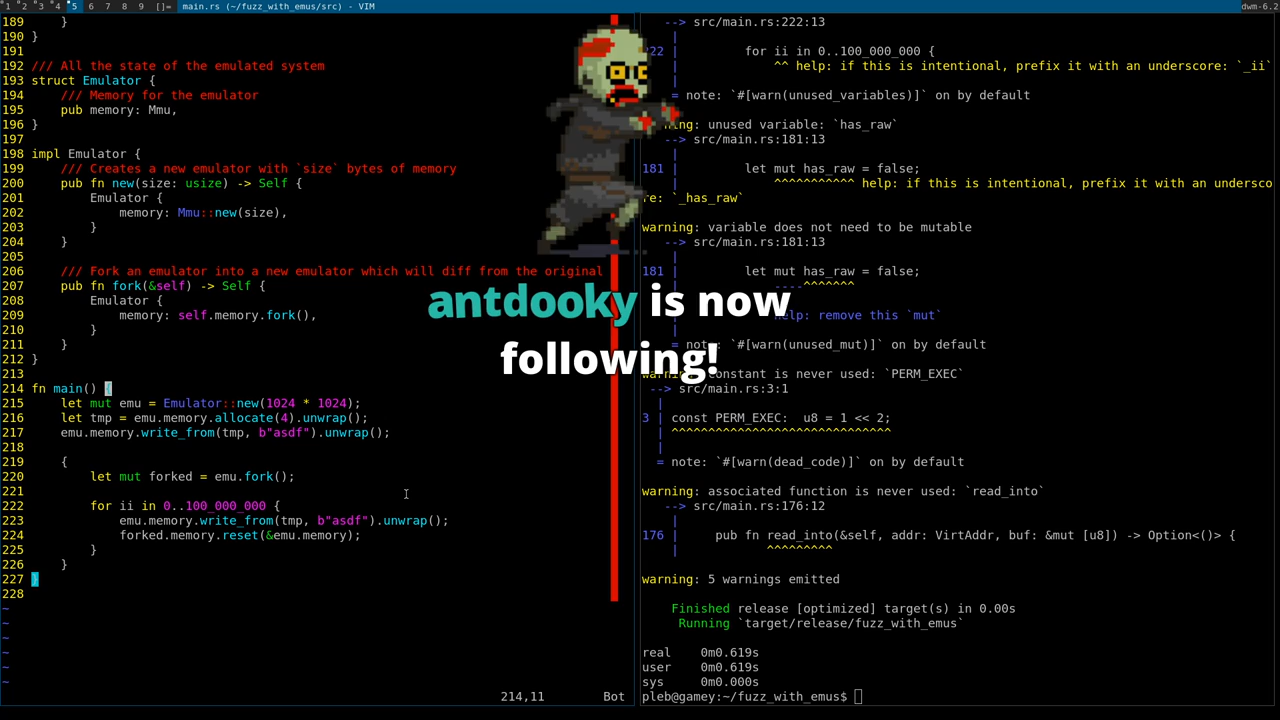 1 2 3 4 5 6 7 8 9 []= main.rs (~/fuzz_with_emus/src) - VIM dwm-6.2
189     }
190 }
191
192 /// All the state of the emulated system
193 struct Emulator {
194     /// Memory for the emulator
195     pub memory: Mmu,
196 }
197
198 impl Emulator {
199     /// Creates a new emulator with `size` bytes of memory
200     pub fn new(size: usize) -> Self {
201         Emulator {
202             memory: Mmu::new(size),
203         }
204     }
205
206     /// Fork an emulator into a new emulator which will diff from the original
207     pub fn fork(&self) -> Self {
208         Emulator {
209             memory: self.memory.fork(),
210         }
211     }
212 }
213
214 fn main() {
215     let mut emu = Emulator::new(1024 * 1024);
216     let tmp = emu.memory.allocate(4).unwrap();
217     emu.memory.write_from(tmp, b"asdf").unwrap();
218
219     {
220         let mut forked = emu.fork();
221
222         for ii in 0..100_000_000 {
223             emu.memory.write_from(tmp, b"asdf").unwrap();
224             forked.memory.reset(&emu.memory);
225         }
226     }
227 }
228
~
~
~
~
~
~
214,11 Bot
antdooky is now
following!
--> src/main.rs:222:13
|
22 |         for ii in 0..100_000_000 {
|             ^^ help: if this is intentional, prefix it with an underscore: `_ii`
|
= note: `#[warn(unused_variables)]` on by default
ning: unused variable: `has_raw`
--> src/main.rs:181:13
|
181 |         let mut has_raw = false;
|             ^^^^^^^^^^^ help: if this is intentional, prefix it with an undersco
re: `_has_raw`
warning: variable does not need to be mutable
--> src/main.rs:181:13
|
181 |         let mut has_raw = false;
|             ----^^^^^^^
help: remove this `mut`
|
= note: `#[warn(unused_mut)]` on by default
warning: constant is never used: `PERM_EXEC`
--> src/main.rs:3:1
|
3 | const PERM_EXEC:  u8 = 1 << 2;
| ^^^^^^^^^^^^^^^^^^^^^^^^^^^^^^
|
= note: `#[warn(dead_code)]` on by default
warning: associated function is never used: `read_into`
--> src/main.rs:176:12
|
176 |     pub fn read_into(&self, addr: VirtAddr, buf: &mut [u8]) -> Option<()> {
|            ^^^^^^^^^
warning: 5 warnings emitted
Finished release [optimized] target(s) in 0.00s
Running `target/release/fuzz_with_emus`
real    0m0.619s
user    0m0.619s
sys     0m0.000s
pleb@gamey:~/fuzz_with_emus$